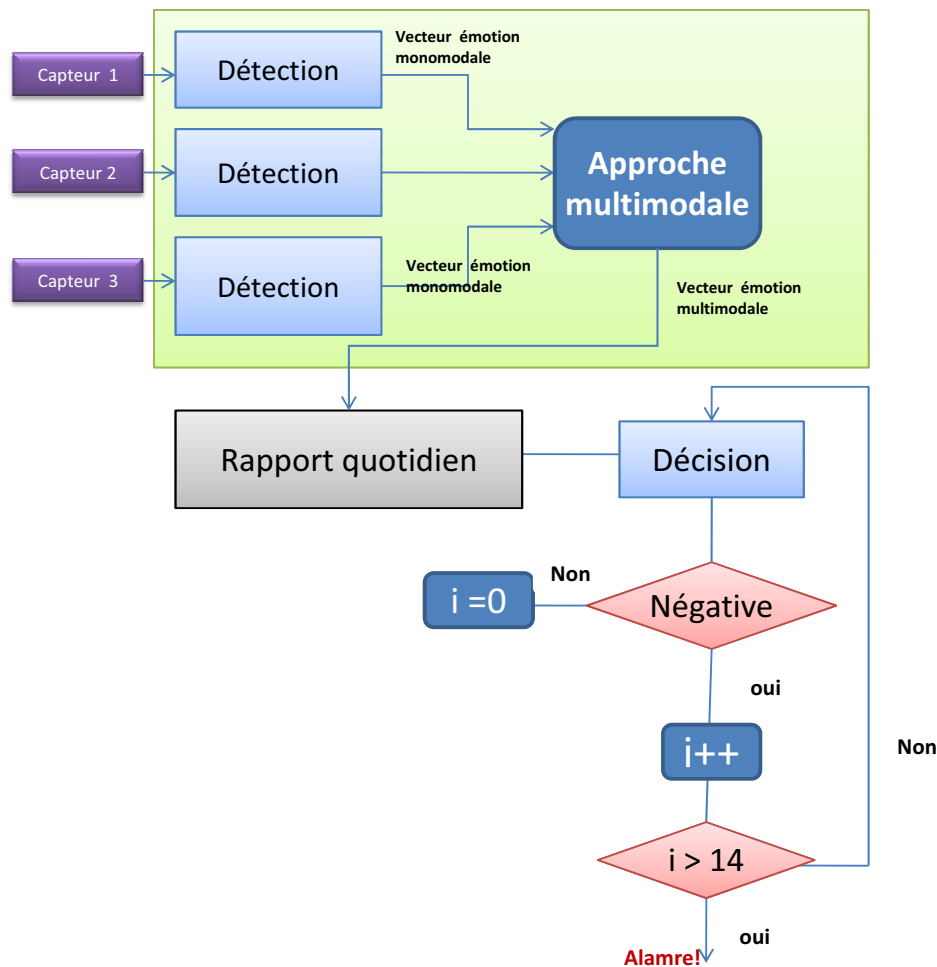 Vecteur émotion
monomodale
Capteur 1
Détection
Capteur 2
Détection
Approche
multimodale
Capteur 3
Détection
Vecteur émotion
monomodale
Vecteur émotion
multimodale
Rapport quotidien
Décision
Non
i =0
Négative
oui
i++
Non
i > 14
oui
Alamre!